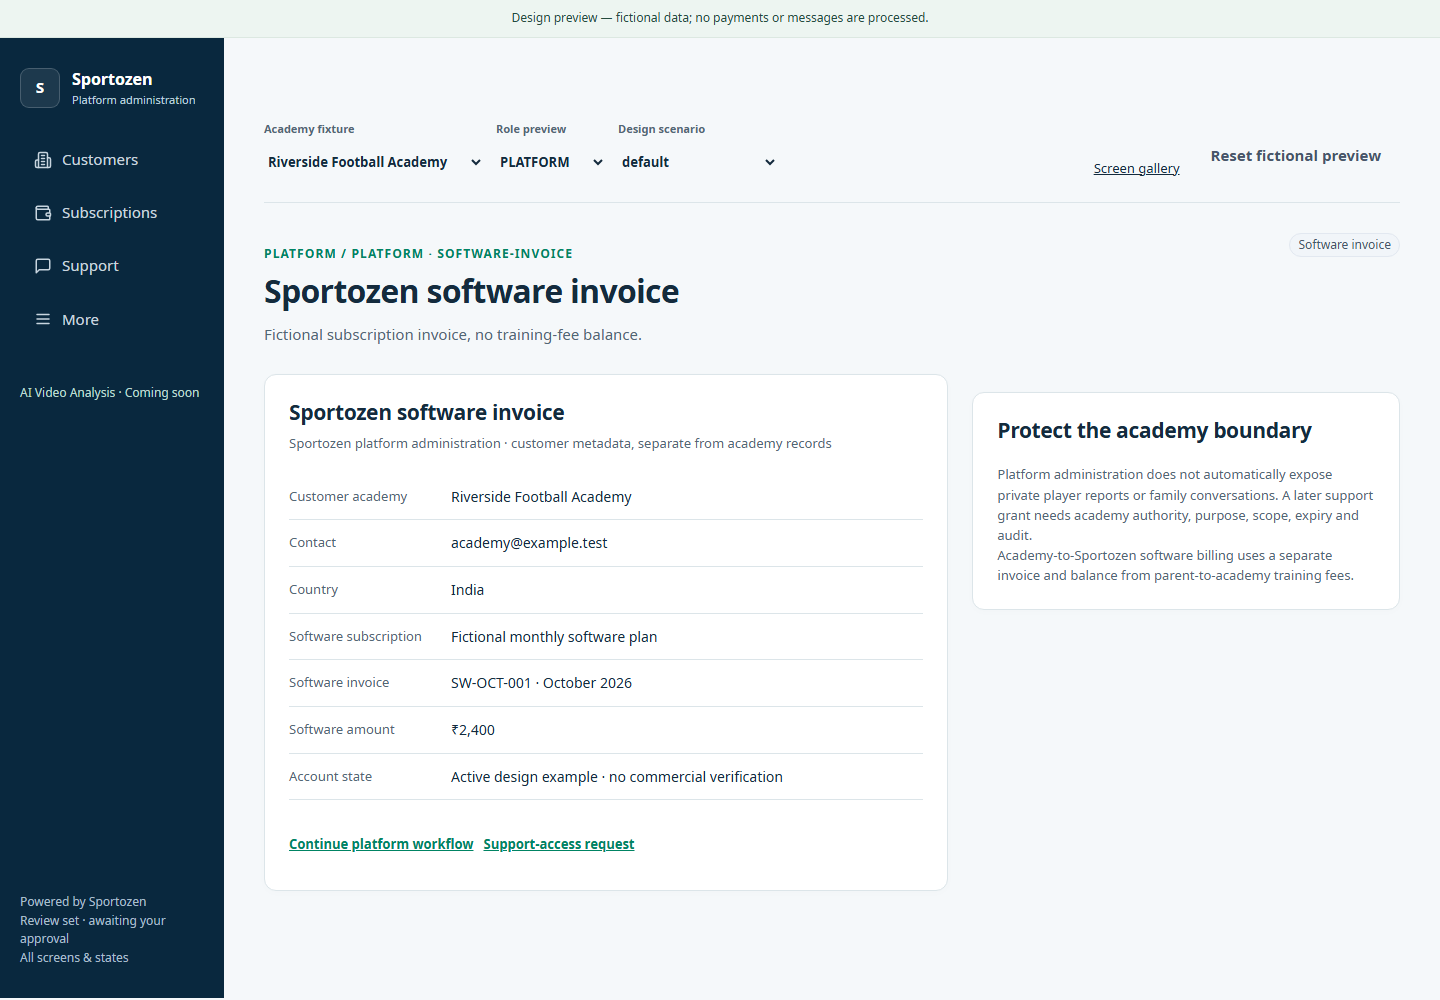 Design preview — fictional data; no payments or messages are processed.
S
Sportozen
Platform administration
Customers
Subscriptions
Support
More
AI Video Analysis · Coming soon
Powered by Sportozen
Review set · awaiting your
approval
All screens & states
Academy fixture
Role preview
Design scenario
Riverside Football Academy
PLATFORM
default
Screen gallery
Reset fictional preview
PLATFORM / PLATFORM · SOFTWARE-INVOICE
Software invoice
Sportozen software invoice
Fictional subscription invoice, no training-fee balance.
Sportozen software invoice
Sportozen platform administration · customer metadata, separate from academy records
Customer academy Riverside Football Academy
Contact academy@example.test
Country India
Software subscription Fictional monthly software plan
Software invoice SW-OCT-001 · October 2026
Software amount ₹2,400
Account state Active design example · no commercial verification
Continue platform workflow Support-access request
Protect the academy boundary
Platform administration does not automatically expose
private player reports or family conversations. A later support
grant needs academy authority, purpose, scope, expiry and
audit.
Academy-to-Sportozen software billing uses a separate
invoice and balance from parent-to-academy training fees.